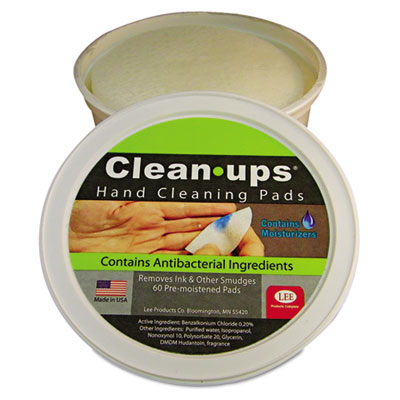 Clean•ups®
Hand Cleaning Pads
Contains
Moisturizers
Contains Antibacterial Ingredients
Removes Ink & Other Smudges
60 Pre-moistened Pads
Made in USA
LEE
Products Company
Lee Products Co. Bloomington, MN 55420
Active Ingredient: Benzalkonium Chloride 0.20%
Other Ingredients: Purified water, Isopropanol,
Nonoxynol 10, Polysorbate 20, Glycerin,
DMDM Hydantoin, fragrance